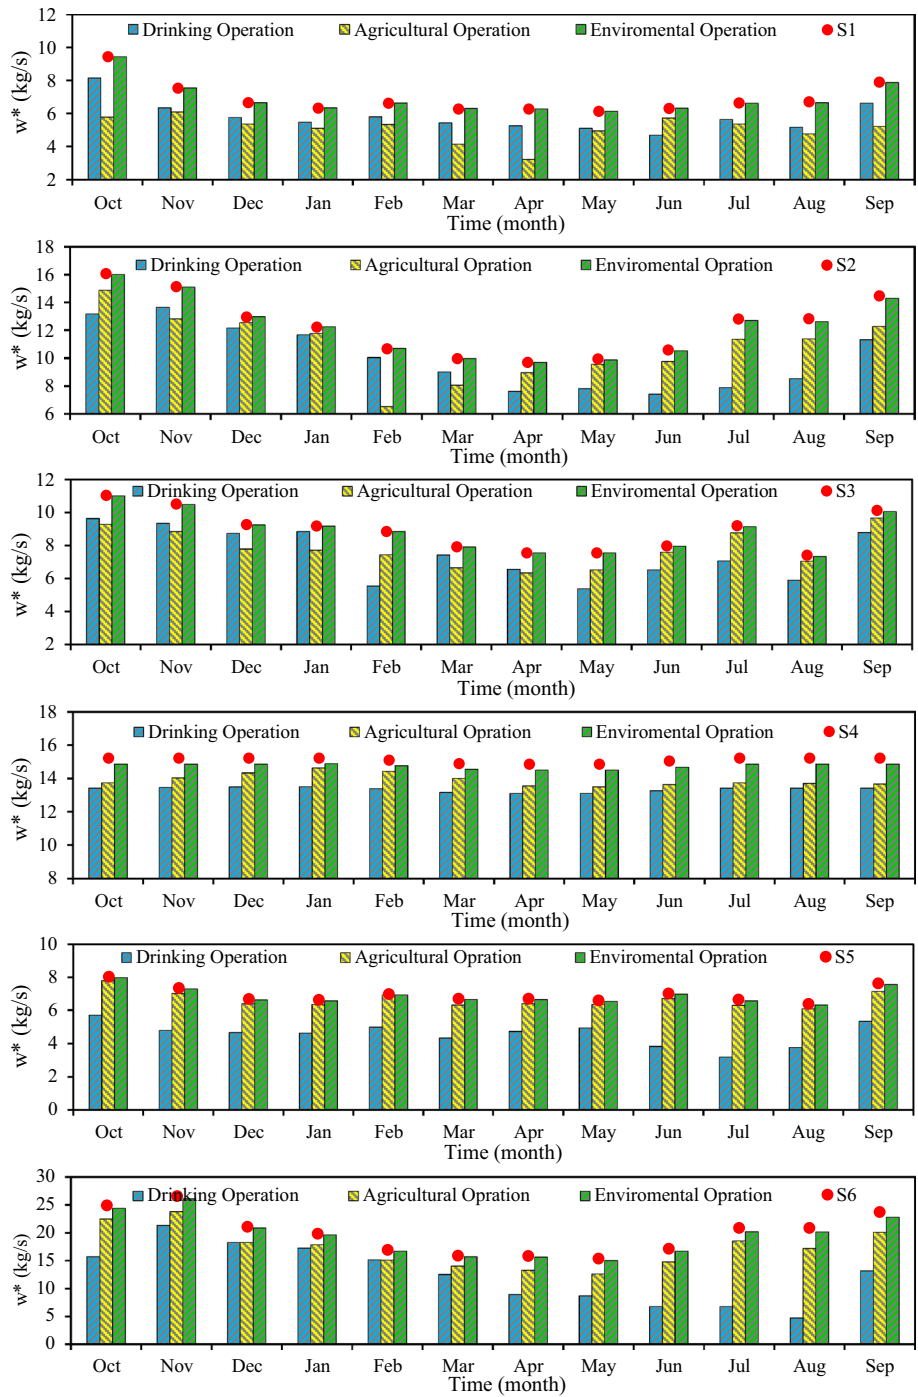 12
Drinking Operation Agricultural Operation Enviromental Operation S1
10
8
6
4
2
w* (kg/s)
Oct Nov Dec Jan Feb Mar Apr May Jun Jul Aug Sep
Time (month)
18
Drinking Operation Agricultural Opration Enviromental Opration S2
16
14
12
10
8
6
w* (kg/s)
Oct Nov Dec Jan Feb Mar Apr May Jun Jul Aug Sep
Time (month)
12
Drinking Operation Agricultural Operation Enviromental Operation S3
10
8
6
4
2
w* (kg/s)
Oct Nov Dec Jan Feb Mar Apr May Jun Jul Aug Sep
Time (month)
18
Drinking Operation Agricultural Opration Enviromental Opration S4
16
14
12
10
8
w* (kg/s)
Oct Nov Dec Jan Feb Mar Apr May Jun Jul Aug Sep
Time (month)
10
Drinking Operation Agricultural Opration Enviromental Opration S5
8
6
4
2
0
w* (kg/s)
Oct Nov Dec Jan Feb Mar Apr May Jun Jul Aug Sep
Time (month)
30
Drinking Operation Agricultural Opration Enviromental Opration S6
25
20
15
10
5
0
w* (kg/s)
Oct Nov Dec Jan Feb Mar Apr May Jun Jul Aug Sep
Time (month)